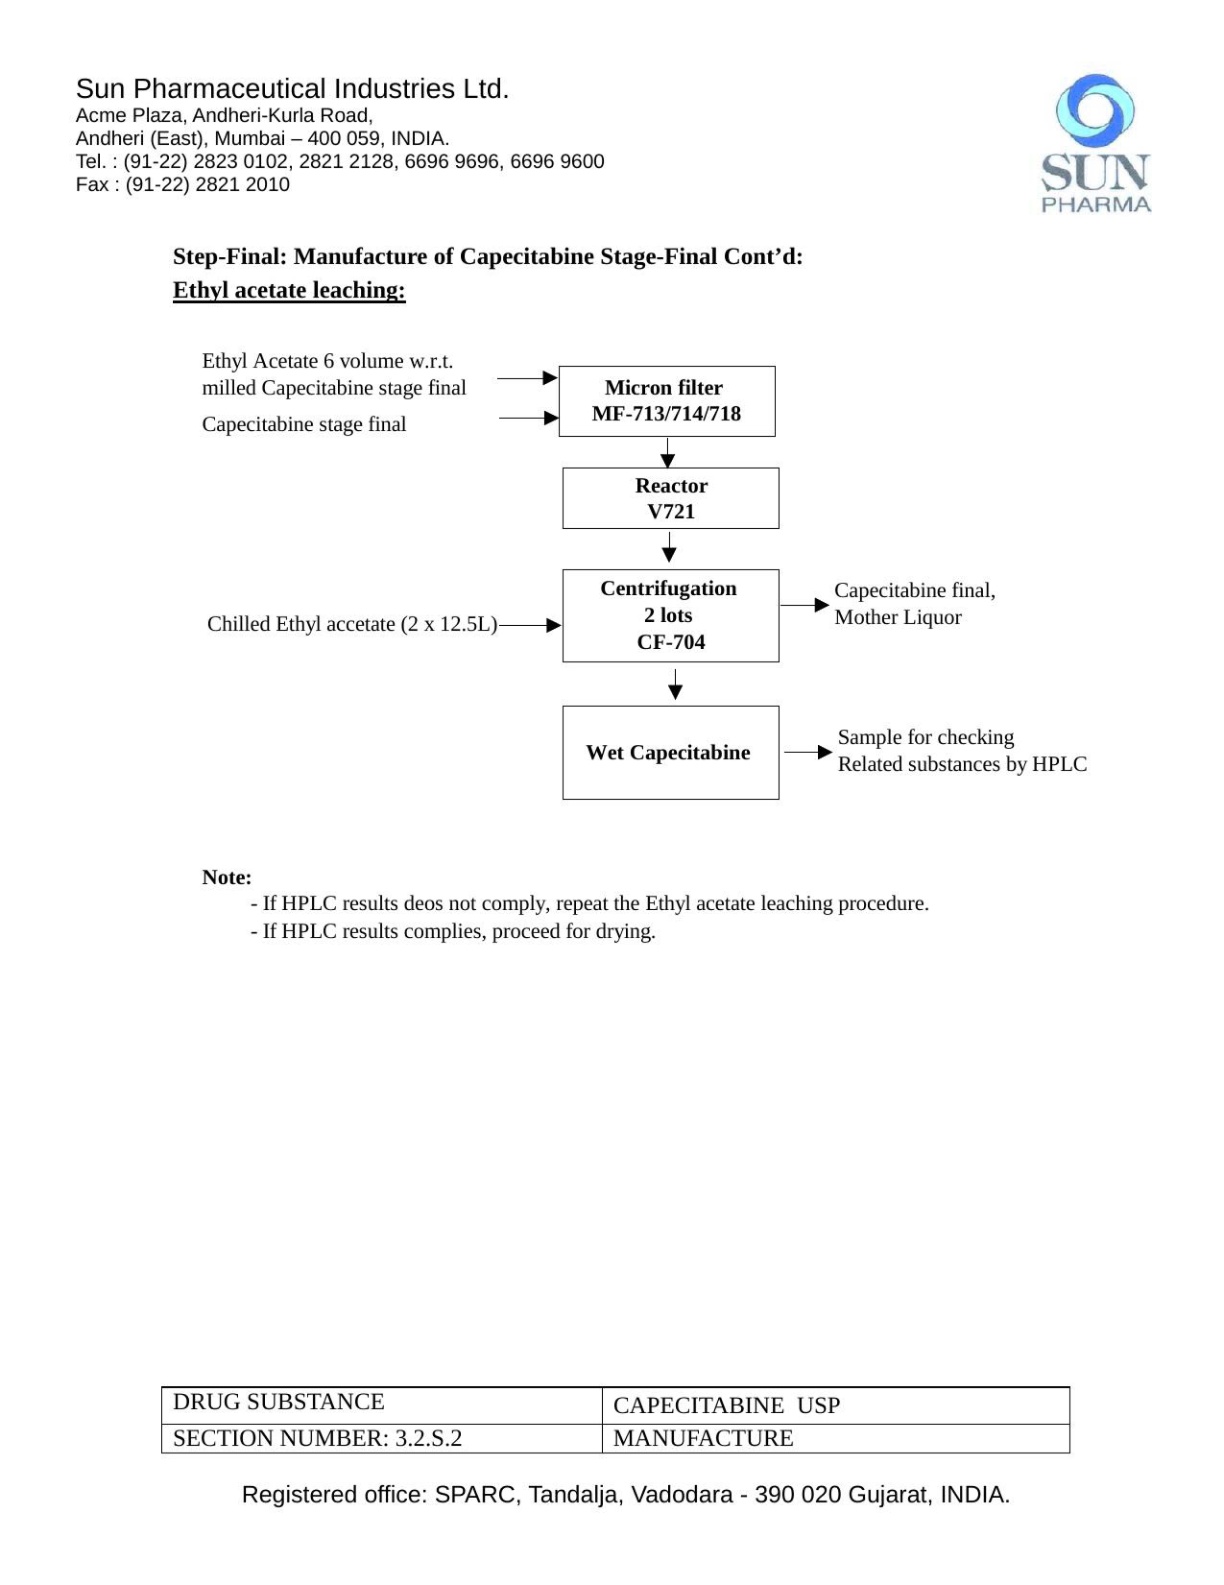 Sun Pharmaceutical Industries Ltd.
Acme Plaza, Andheri-Kurla Road,
Andheri (East), Mumbai – 400 059, INDIA.
Tel. : (91-22) 2823 0102, 2821 2128, 6696 9696, 6696 9600
Fax : (91-22) 2821 2010
SUN
PHARMA
Step-Final: Manufacture of Capecitabine Stage-Final Cont’d:
Ethyl acetate leaching:
Ethyl Acetate 6 volume w.r.t.
milled Capecitabine stage final
Capecitabine stage final
Micron filter
MF-713/714/718
Reactor
V721
Chilled Ethyl accetate (2 x 12.5L)
Centrifugation
2 lots
CF-704
Capecitabine final,
Mother Liquor
Wet Capecitabine
Sample for checking
Related substances by HPLC
Note:
- If HPLC results deos not comply, repeat the Ethyl acetate leaching procedure.
- If HPLC results complies, proceed for drying.
DRUG SUBSTANCE
CAPECITABINE USP
SECTION NUMBER: 3.2.S.2
MANUFACTURE
Registered office: SPARC, Tandalja, Vadodara - 390 020 Gujarat, INDIA.